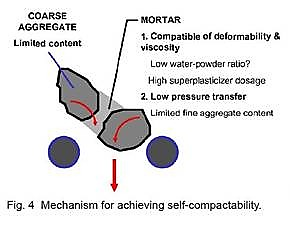 COARSE
AGGREGATE
Limited content
MORTAR
1. Compatible of deformability &
viscosity
Low water-powder ratio?
High superplasticizer dosage
2. Low pressure transfer
Limited fine aggregate content
Fig. 4 Mechanism for achieving self-compactability.